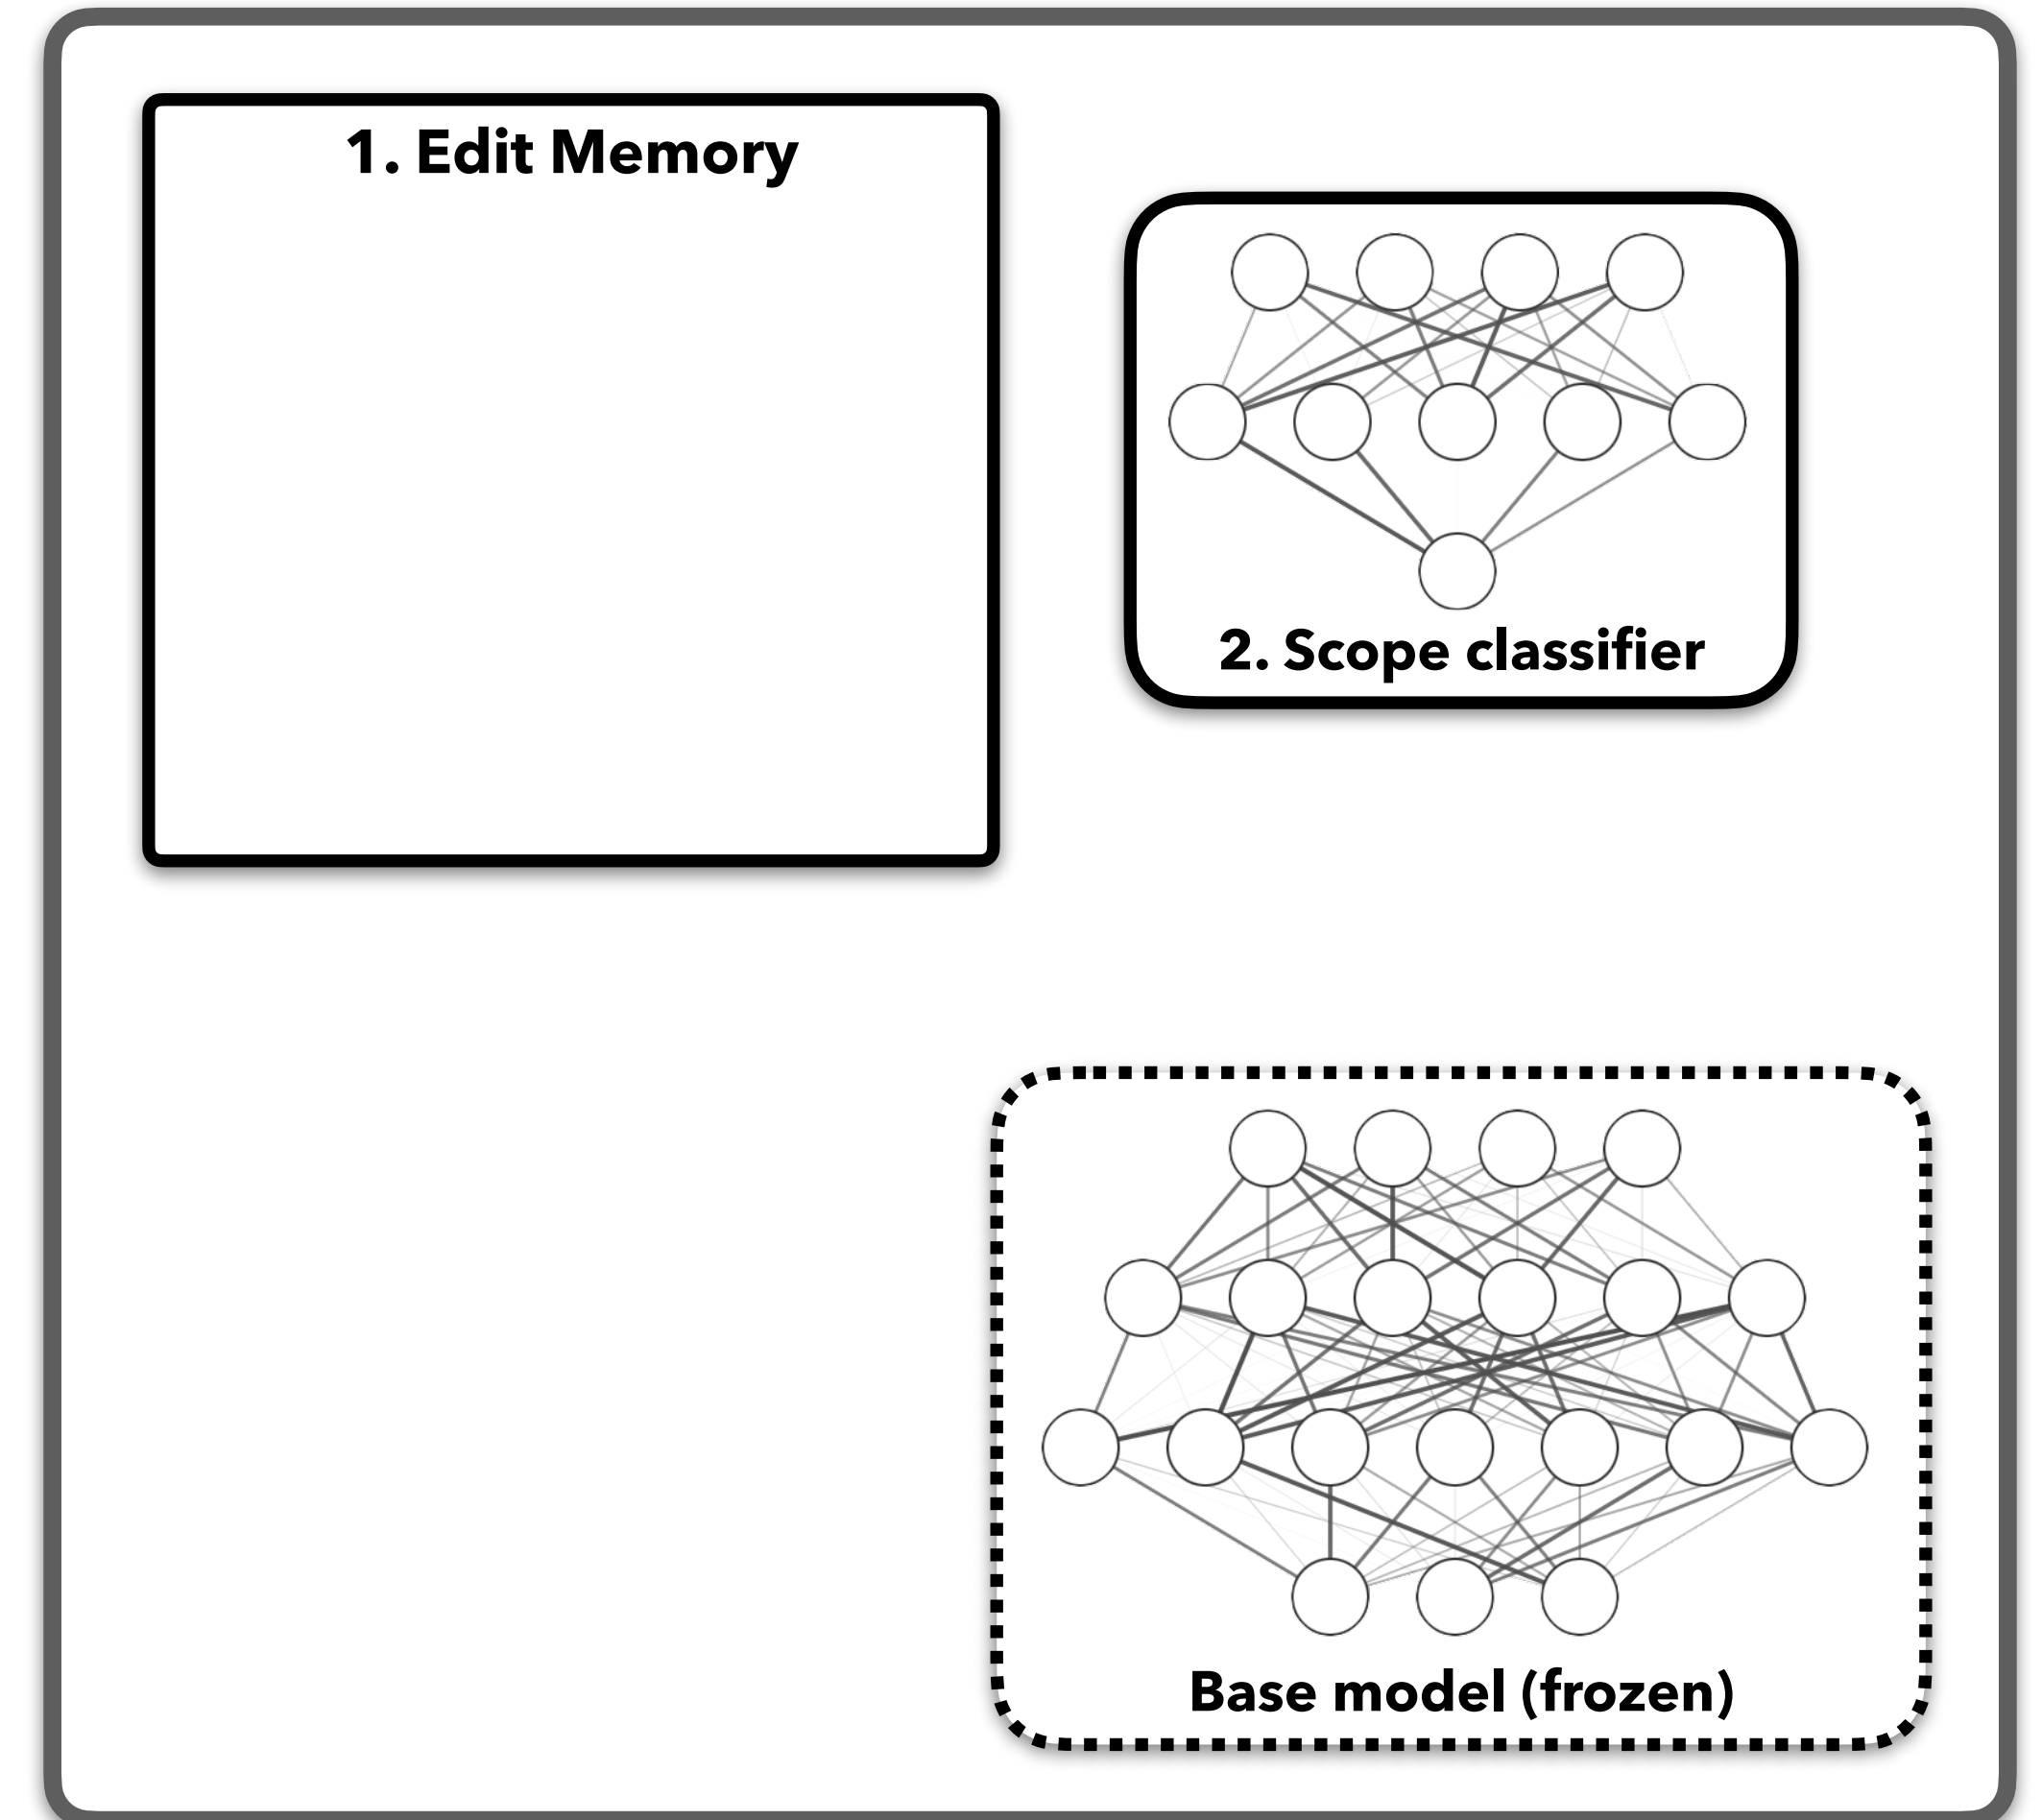 1. Edit Memory
2. Scope classifier
Base model (frozen)